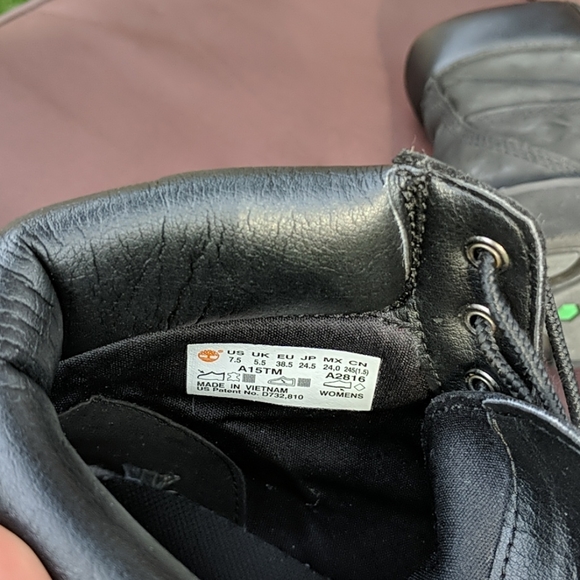 US UK EU JP MX CN
7.5 5.5 38.5 24.5 24,0 245(1.5)
A15TM A2816
MADE IN VIETNAM
US Patent No. D732,810 WOMENS